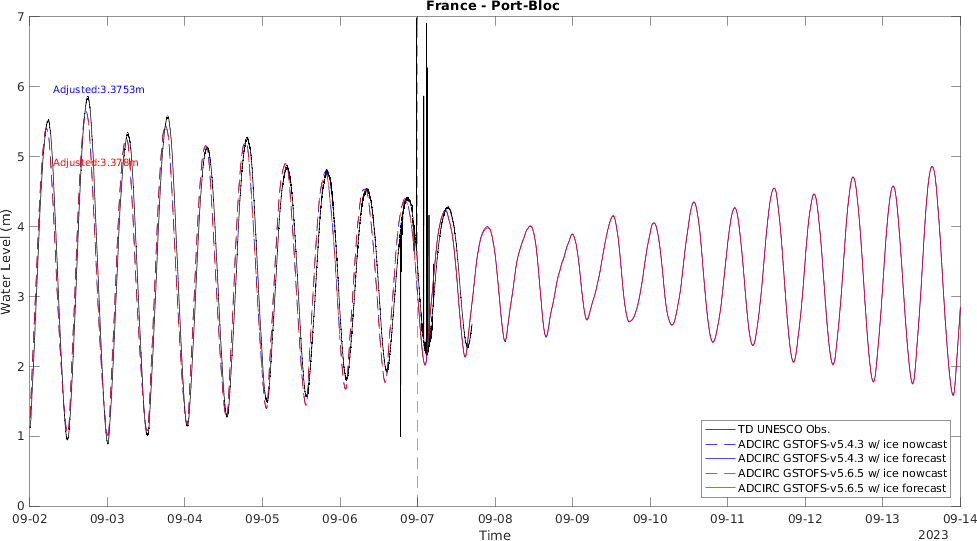 France - Port-Bloc
7
6
5
4
3
2
1
0
Water Level (m)
Adjusted:3.3753m
Adjusted:3.378m
TD UNESCO Obs.
ADCIRC GSTOFS-v5.4.3 w/ ice nowcast
ADCIRC GSTOFS-v5.4.3 w/ ice forecast
ADCIRC GSTOFS-v5.6.5 w/ ice nowcast
ADCIRC GSTOFS-v5.6.5 w/ ice forecast
09-02 09-03 09-04 09-05 09-06 09-07 09-08 09-09 09-10 09-11 09-12 09-13 09-14
Time 2023